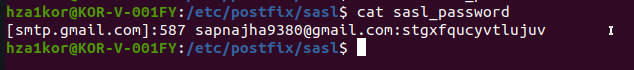 hza1kor@KOR-V-001FY:/etc/postfix/sasl$ cat sasl_password
[smtp.gmail.com]:587 sapnajha9380@gmail.com:stgxfqucyvtlujuv
hza1kor@KOR-V-001FY:/etc/postfix/sasl$